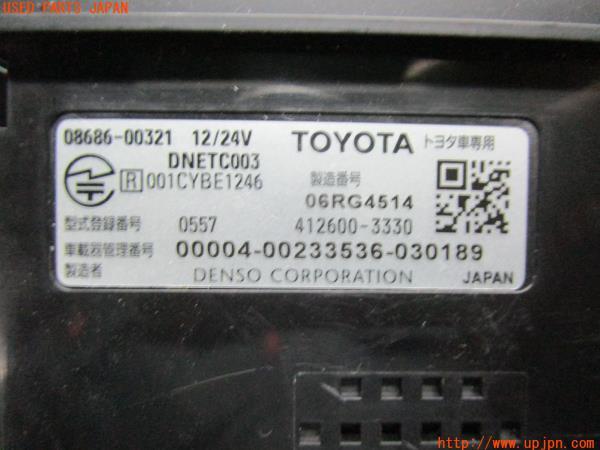 USED PARTS JAPAN
08686-00321 12/24V TOYOTA トヨタ車専用
DNETC003
R 001CYBE1246 製造番号
06RG4514
型式登録番号 0557 412600-3330
車載器管理番号 00004-00233536-030189
製造者 DENSO CORPORATION JAPAN
http://www.upjpn.com/